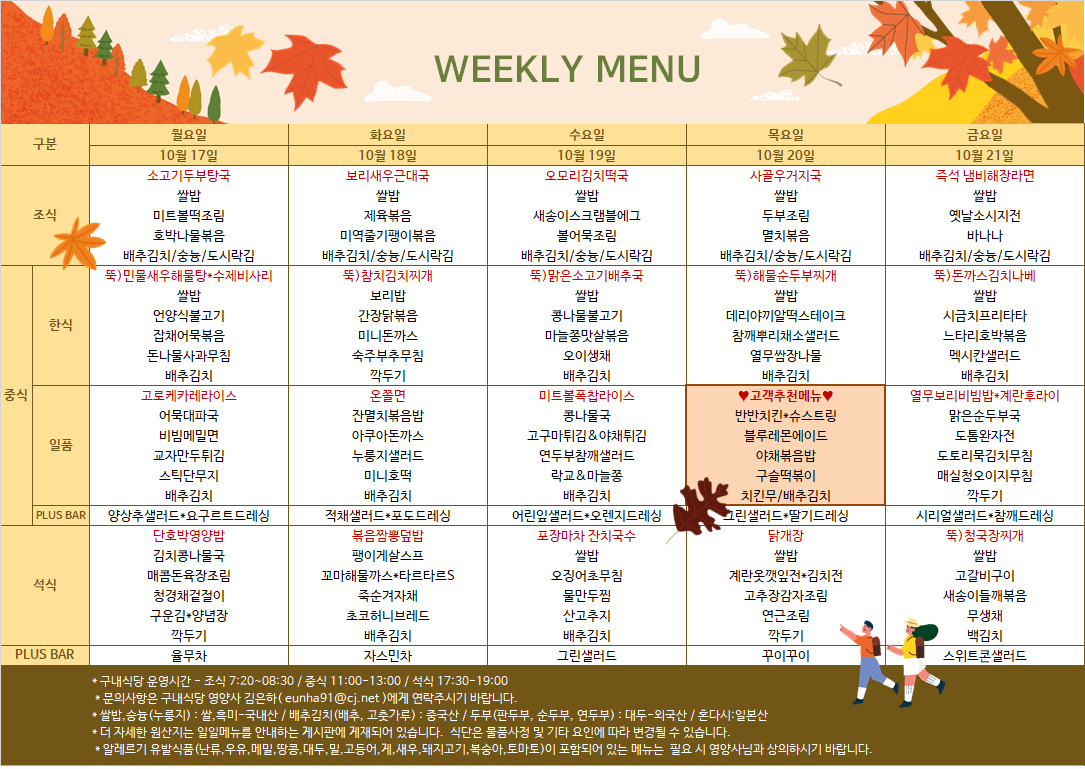 WEEKLY MENU
구분 월요일 화요일 수요일 목요일 금요일
10월 17일 10월 18일 10월 19일 10월 20일 10월 21일
조식
소고기두부탕국 보리새우근대국 오모리김치떡국 사골우거지국 즉석 냄비해장라면
쌀밥 쌀밥 쌀밥 쌀밥 쌀밥
미트볼떡조림 제육볶음 새송이스크램블에그 두부조림 옛날소시지전
호박나물볶음 미역줄기팽이볶음 볼어묵조림 멸치볶음 바나나
배추김치/숭늉/도시락김 배추김치/숭늉/도시락김 배추김치/숭늉/도시락김 배추김치/숭늉/도시락김 배추김치/숭늉/도시락김
중식
한식
뚝)민물새우해물탕*수제비사리 뚝)참치김치찌개 뚝)맑은소고기배추국 뚝)해물순두부찌개 뚝)돈까스김치나베
쌀밥 보리밥 쌀밥 쌀밥 쌀밥
언양식불고기 간장닭볶음 콩나물불고기 데리야끼알떡스테이크 시금치프리타타
잡채어묵볶음 미니돈까스 마늘쫑맛살볶음 참깨뿌리채소샐러드 느타리호박볶음
돈나물사과무침 숙주부추무침 오이생채 열무쌈장나물 멕시칸샐러드
배추김치 깍두기 배추김치 배추김치 배추김치
일품
고로케카레라이스 온쫄면 미트볼폭찹라이스 ♥고객추천메뉴♥ 열무보리비빔밥*계란후라이
어묵대파국 잔멸치볶음밥 콩나물국 반반치킨*슈스트링 맑은순두부국
비빔메밀면 아쿠아돈까스 고구마튀김&야채튀김 블루레몬에이드 도톰완자전
교자만두튀김 누룽지샐러드 연두부참깨샐러드 야채볶음밥 도토리묵김치무침
스틱단무지 미니호떡 락교&마늘쫑 구슬떡볶이 매실청오이지무침
배추김치 배추김치 배추김치 치킨무/배추김치 깍두기
PLUS BAR 양상추샐러드*요구르트드레싱 적채샐러드*포도드레싱 어린잎샐러드*오렌지드레싱 그린샐러드*딸기드레싱 시리얼샐러드*참깨드레싱
석식
단호박영양밥 볶음짬뽕덮밥 포장마차 잔치국수 닭개장 뚝)청국장찌개
김치콩나물국 팽이게살스프 쌀밥 쌀밥 쌀밥
매콤돈육장조림 꼬마해물까스*타르타르S 오징어초무침 계란옷깻잎전*김치전 고갈비구이
청경채겉절이 죽순겨자채 물만두찜 고추장감자조림 새송이들깨볶음
구운김*양념장 초코허니브레드 산고추지 연근조림 무생채
깍두기 배추김치 배추김치 깍두기 백김치
PLUS BAR 율무차 자스민차 그린샐러드 꾸이꾸이 스위트콘샐러드
* 구내식당 운영시간 - 조식 7:20~08:30 / 중식 11:00-13:00 / 석식 17:30-19:00
* 문의사항은 구내식당 영양사 김은하( eunha91@cj.net )에게 연락주시기 바랍니다.
* 쌀밥,숭늉(누룽지) : 쌀,흑미-국내산 / 배추김치(배추, 고춧가루) : 중국산 / 두부(판두부, 순두부, 연두부) : 대두-외국산 / 혼다시:일본산
* 더 자세한 원산지는 일일메뉴를 안내하는 게시판에 게재되어 있습니다. 식단은 물품사정 및 기타 요인에 따라 변경될 수 있습니다.
* 알레르기 유발식품(난류,우유,메밀,땅콩,대두,밀,고등어,게,새우,돼지고기,복숭아,토마토)이 포함되어 있는 메뉴는 필요 시 영양사님과 상의하시기 바랍니다.